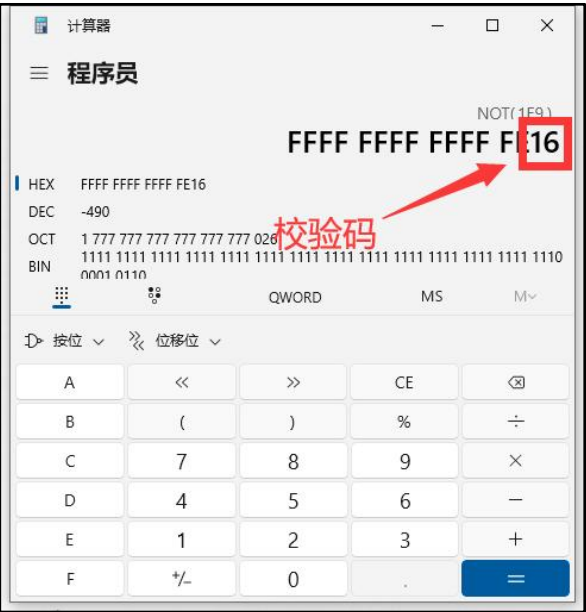 计算器
程序员
NOT( 1E9 )
FFFF FFFF FFFF FE16
HEX FFFF FFFF FFFF FE16
DEC -490
OCT 1 777 777 777 777 777 777 026
校验码
BIN 1111 1111 1111 1111 1111 1111 1111 1111 1111 1111 1111 1111 1111 1110
0001 0110
QWORD MS M
按位 位移位
A << >> CE
B ( ) % ÷
C 7 8 9 ×
D 4 5 6 −
E 1 2 3 +
F +/- 0 . =